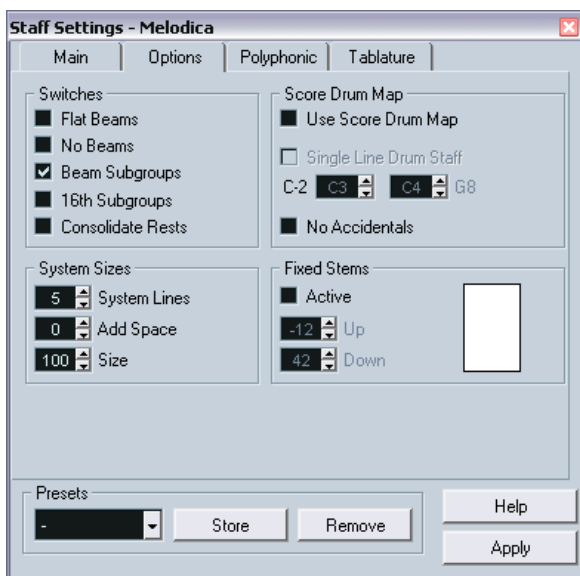 Staff Settings - Melodica
Main Options Polyphonic Tablature
Switches
Flat Beams
No Beams
Beam Subgroups
16th Subgroups
Consolidate Rests
Score Drum Map
Use Score Drum Map
Single Line Drum Staff
C-2 C3 C4 G8
No Accidentals
System Sizes
5 System Lines
0 Add Space
100 Size
Fixed Stems
Active
-12 Up
42 Down
Presets
- Store Remove
Help
Apply